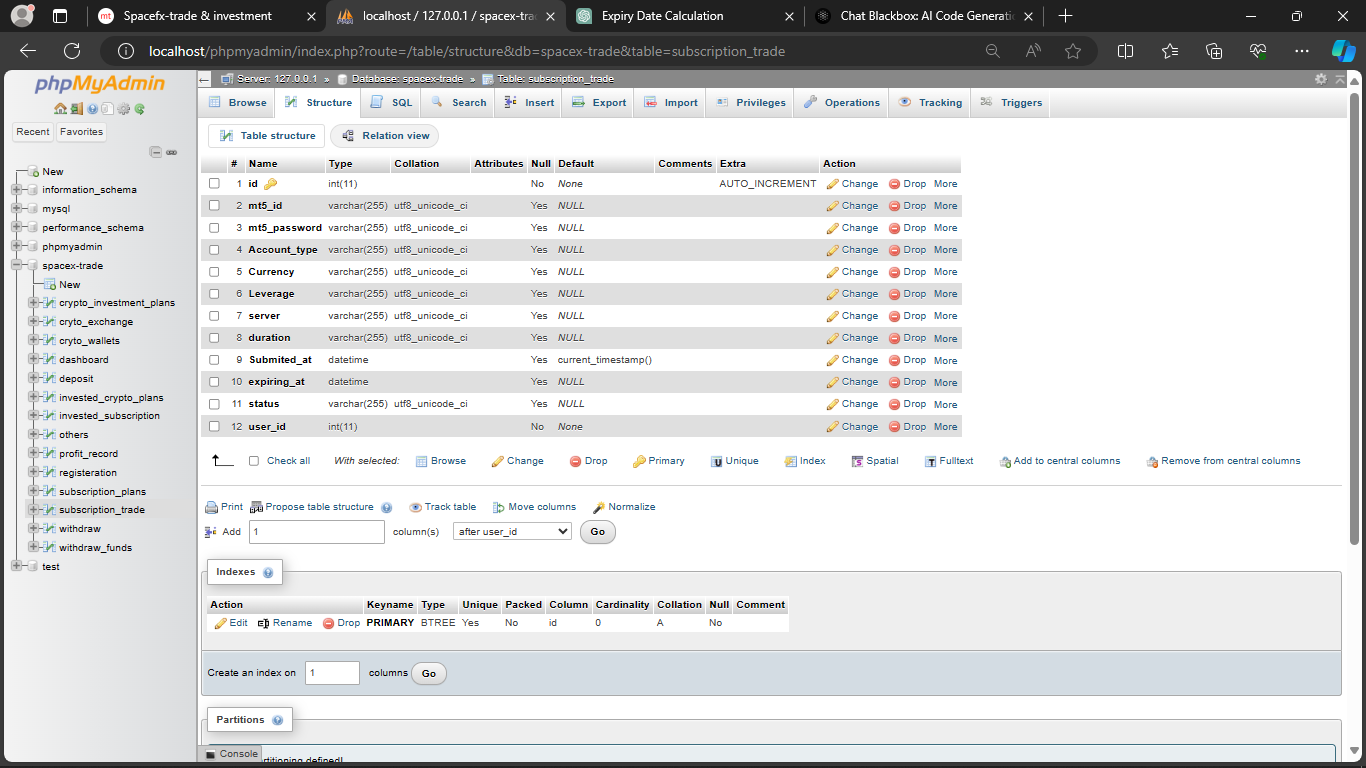 Spacefx-trade & investment
localhost / 127.0.0.1 / spacex-tra
Expiry Date Calculation
Chat Blackbox: AI Code Generati
localhost/phpmyadmin/index.php?route=/table/structure&db=spacex-trade&table=subscription_trade
phpMyAdmin
Recent Favorites
New
information_schema
mysql
performance_schema
phpmyadmin
spacex-trade
New
crypto_investment_plans
cryto_exchange
cryto_wallets
dashboard
deposit
invested_crypto_plans
invested_subscription
others
profit_record
registeration
subscription_plans
subscription_trade
withdraw
withdraw_funds
test
Server: 127.0.0.1 » Database: spacex-trade » Table: subscription_trade
Browse Structure SQL Search Insert Export Import Privileges Operations Tracking Triggers
Table structure Relation view
# Name Type Collation Attributes Null Default Comments Extra Action
1 id int(11) No None AUTO_INCREMENT Change Drop More
2 mt5_id varchar(255) utf8_unicode_ci Yes NULL Change Drop More
3 mt5_password varchar(255) utf8_unicode_ci Yes NULL Change Drop More
4 Account_type varchar(255) utf8_unicode_ci Yes NULL Change Drop More
5 Currency varchar(255) utf8_unicode_ci Yes NULL Change Drop More
6 Leverage varchar(255) utf8_unicode_ci Yes NULL Change Drop More
7 server varchar(255) utf8_unicode_ci Yes NULL Change Drop More
8 duration varchar(255) utf8_unicode_ci Yes NULL Change Drop More
9 Submited_at datetime Yes current_timestamp() Change Drop More
10 expiring_at datetime Yes NULL Change Drop More
11 status varchar(255) utf8_unicode_ci Yes NULL Change Drop More
12 user_id int(11) No None Change Drop More
Check all With selected: Browse Change Drop Primary Unique Index Spatial Fulltext Add to central columns Remove from central columns
Print Propose table structure Track table Move columns Normalize
Add 1 column(s) after user_id Go
Indexes
Action Keyname Type Unique Packed Column Cardinality Collation Null Comment
Edit Rename Drop PRIMARY BTREE Yes No id 0 A No
Create an index on 1 columns Go
Partitions
Console
rtitioning defined!